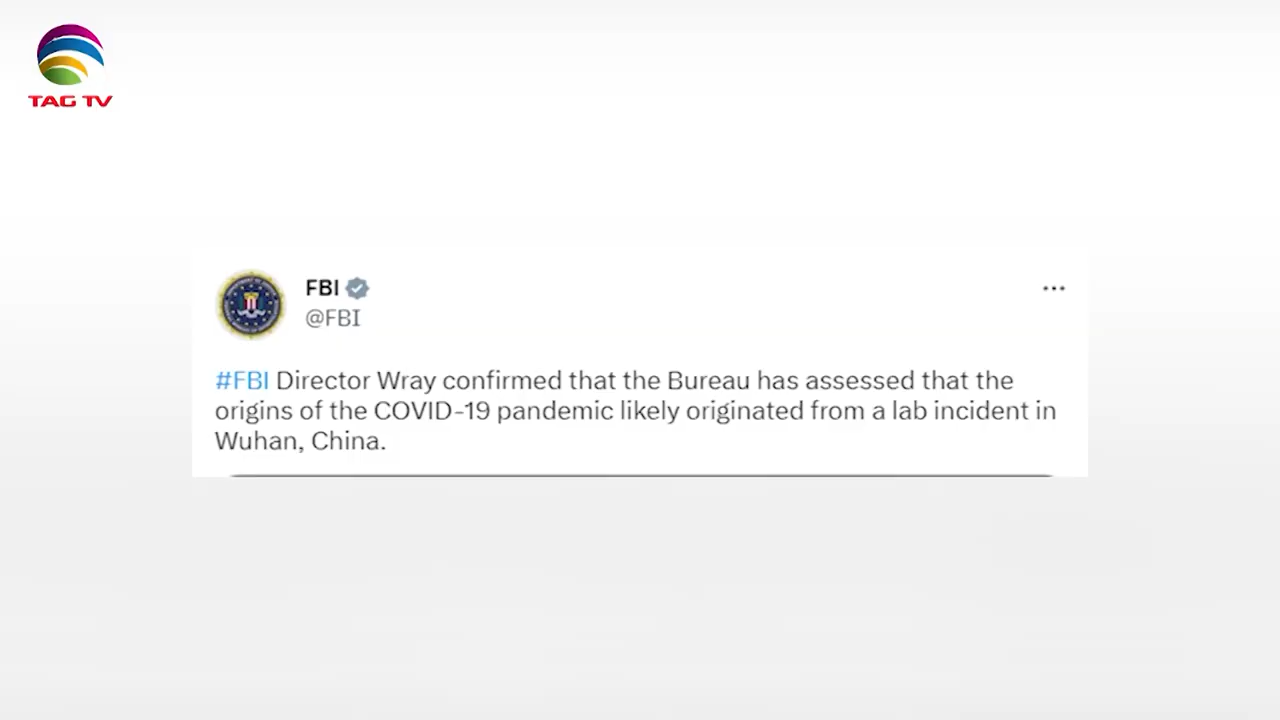 TAG TV
FBI
@FBI
#FBI Director Wray confirmed that the Bureau has assessed that the
origins of the COVID-19 pandemic likely originated from a lab incident in
Wuhan, China.